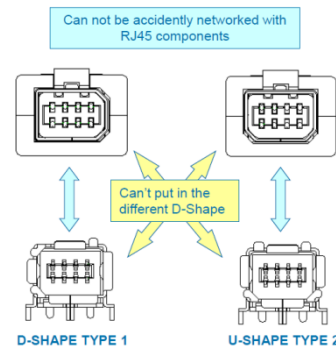 Can not be accidently networked with
RJ45 components
Can't put in the
different D-Shape
D-SHAPE TYPE 1
U-SHAPE TYPE 2